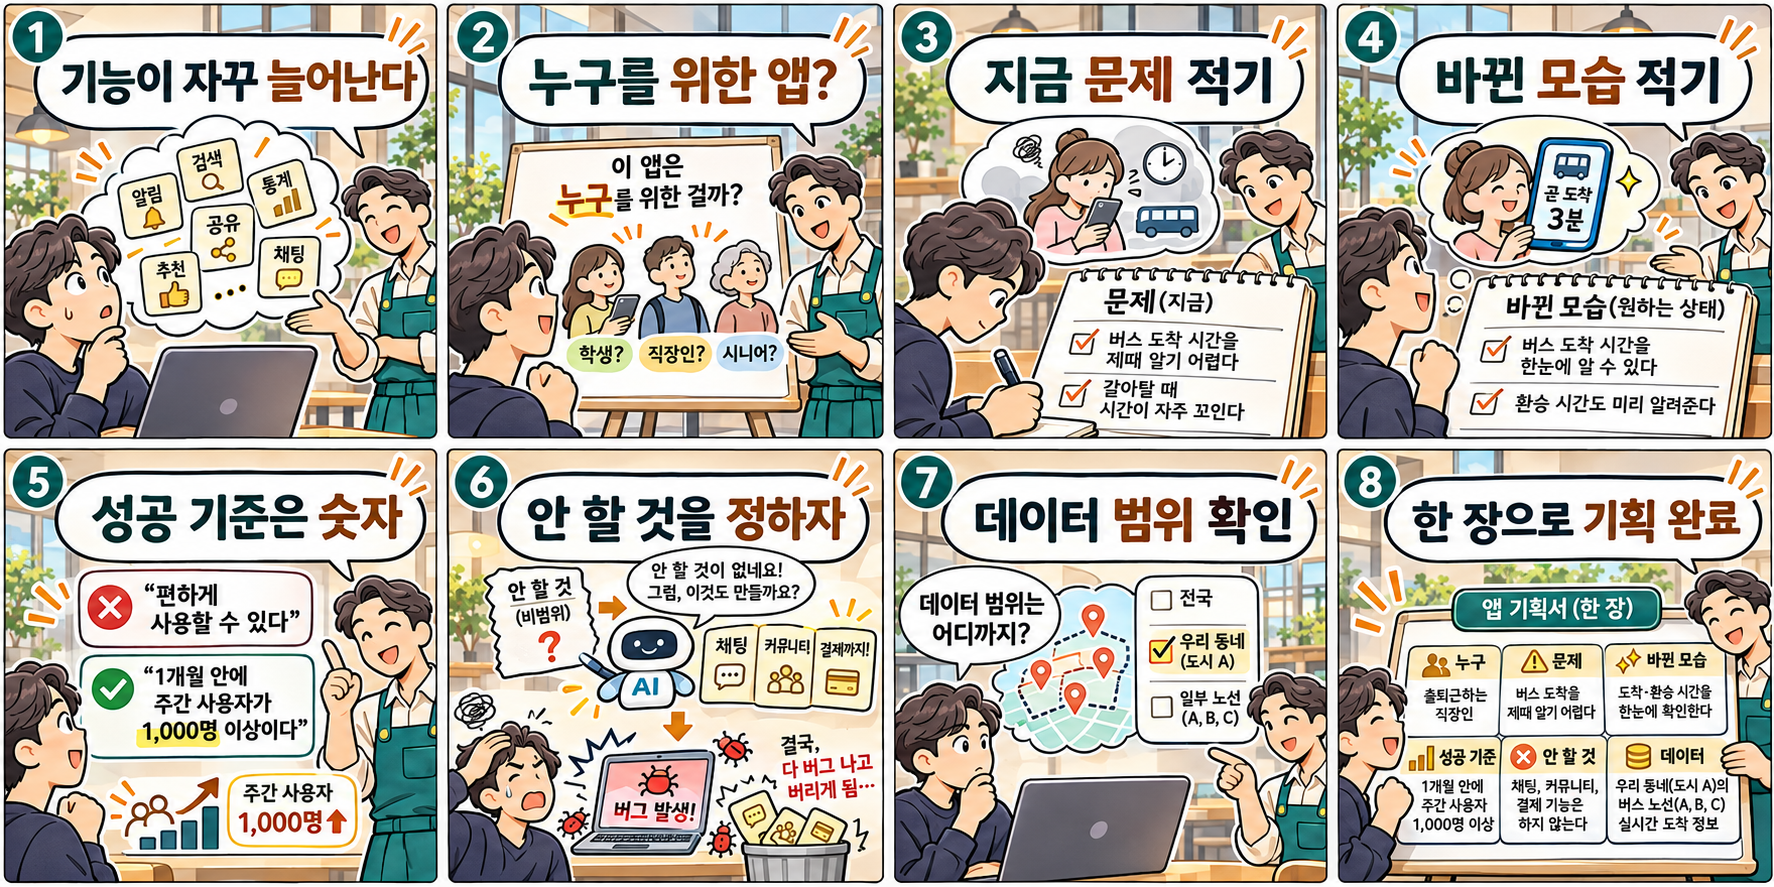 1
기능이 자꾸 늘어난다
검색
알림
통계
공유
추천
채팅
2
누구를 위한 앱?
이 앱은
누구를 위한 걸까?
학생?
직장인?
시니어?
3
지금 문제 적기
문제(지금)
버스 도착 시간을
제때 알기 어렵다
갈아탈 때
시간이 자주 꼬인다
4
바뀐 모습 적기
곧 도착
3분
바뀐 모습(원하는 상태)
버스 도착 시간을
한눈에 알 수 있다
환승 시간도 미리 알려준다
5
성공 기준은 숫자
“편하게
사용할 수 있다”
“1개월 안에
주간 사용자가
1,000명 이상이다”
주간 사용자
1,000명
6
안 할 것을 정하자
안 할 것
(비범위)
?
안 할 것이 없네요!
그럼, 이것도 만들까요?
AI
채팅
커뮤니티
결제까지!
버그 발생!
결국,
다 버그 나고
버리게 됨…
7
데이터 범위 확인
데이터 범위는
어디까지?
전국
우리 동네
(도시 A)
일부 노선
(A, B, C)
8
한 장으로 기획 완료
앱 기획서 (한 장)
누구
출퇴근하는
직장인
문제
버스 도착을
제때 알기 어렵다
바뀐 모습
도착·환승 시간을
한눈에 확인한다
성공 기준
1개월 안에
주간 사용자
1,000명 이상
안 할 것
채팅, 커뮤니티,
결제 기능은
하지 않는다
데이터
우리 동네(도시 A)의
버스 노선(A, B, C)
실시간 도착 정보